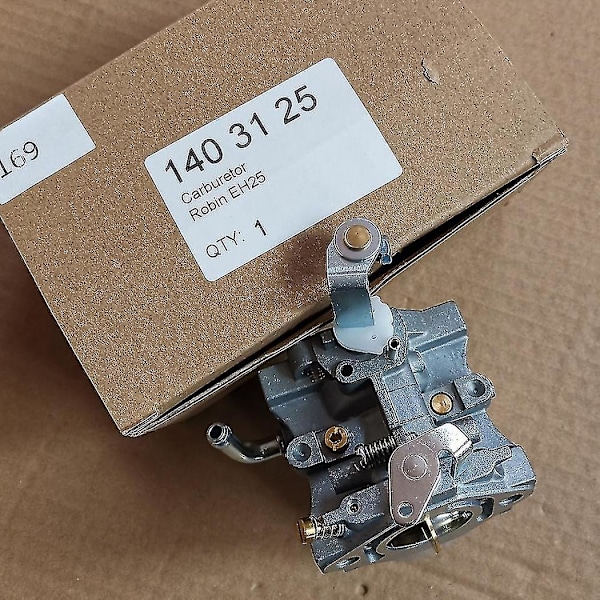 169
140 31 25
Carburetor
Robin EH25
QTY: 1